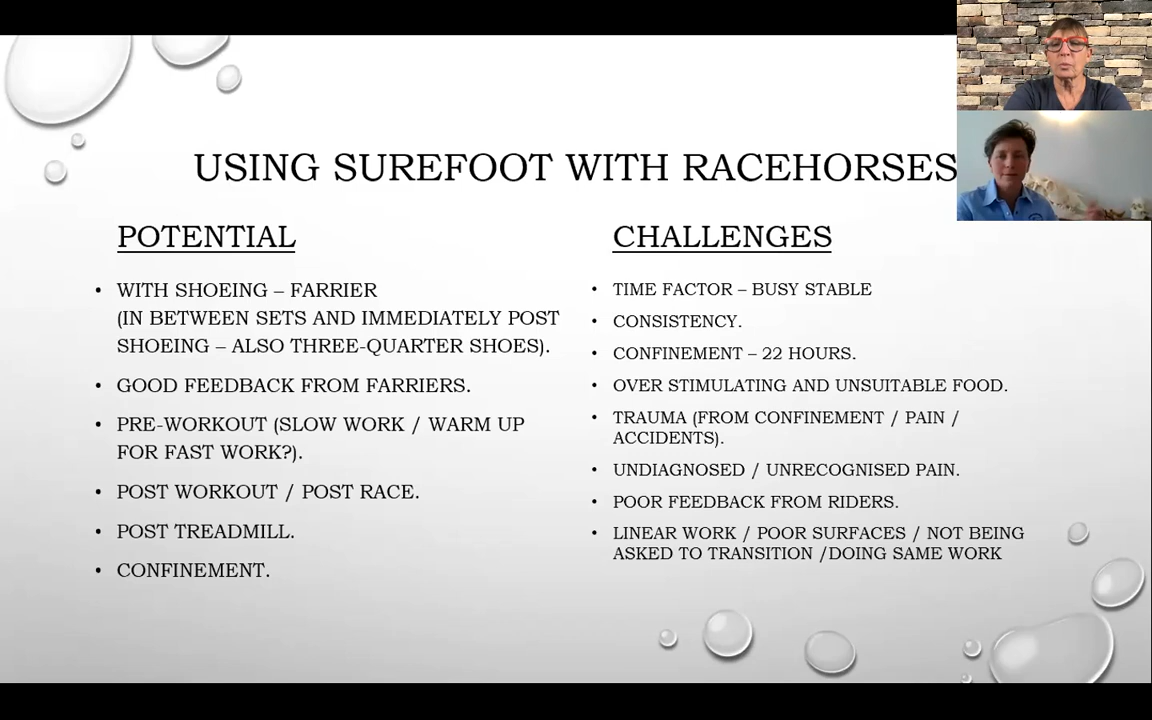 USING SUREFOOT WITH RACEHORSES
POTENTIAL
• WITH SHOEING – FARRIER
(IN BETWEEN SETS AND IMMEDIATELY POST
SHOEING – ALSO THREE-QUARTER SHOES).
• GOOD FEEDBACK FROM FARRIERS.
• PRE-WORKOUT (SLOW WORK / WARM UP
FOR FAST WORK?).
• POST WORKOUT / POST RACE.
• POST TREADMILL.
• CONFINEMENT.
CHALLENGES
• TIME FACTOR – BUSY STABLE
• CONSISTENCY.
• CONFINEMENT – 22 HOURS.
• OVER STIMULATING AND UNSUITABLE FOOD.
• TRAUMA (FROM CONFINEMENT / PAIN /
ACCIDENTS).
• UNDIAGNOSED / UNRECOGNISED PAIN.
• POOR FEEDBACK FROM RIDERS.
• LINEAR WORK / POOR SURFACES / NOT BEING
ASKED TO TRANSITION /DOING SAME WORK